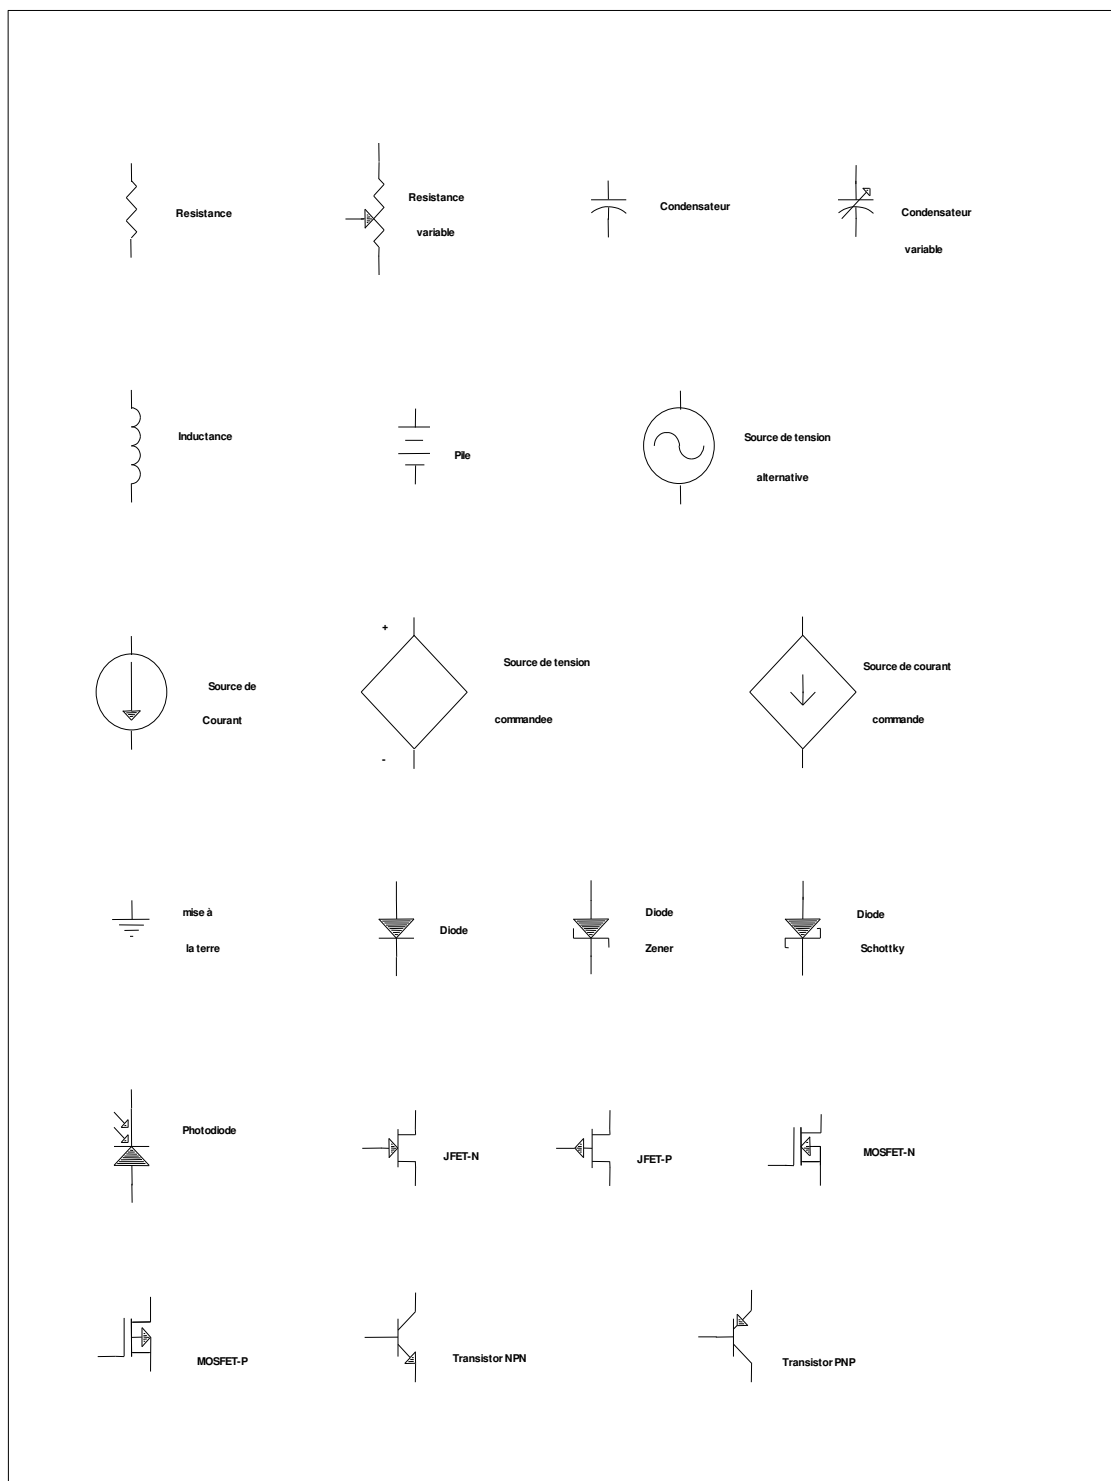 Resistance
Resistance
variable
Condensateur
Condensateur
variable
Inductance
Pile
Source de tension
alternative
Source de
Courant
+
-
Source de tension
commandee
Source de courant
commande
mise à
la terre
Diode
Diode
Zener
Diode
Schottky
Photodiode
JFET-N
JFET-P
MOSFET-N
MOSFET-P
Transistor NPN
Transistor PNP